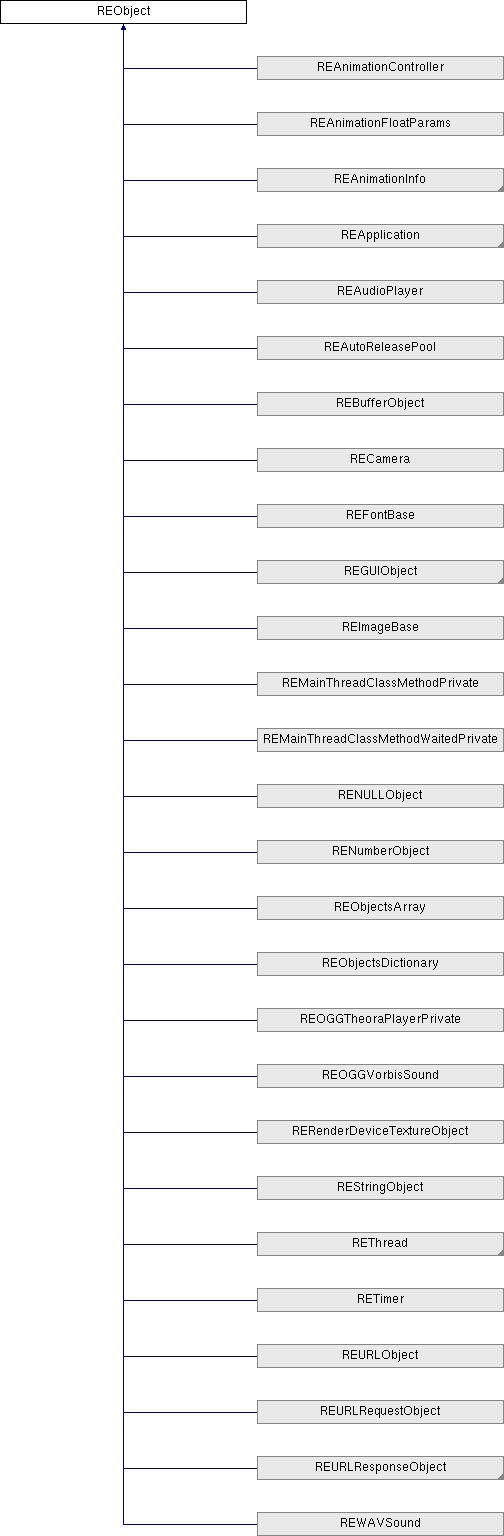 REObject
REAnimationController
REAnimationFloatParams
REAnimationInfo
REApplication
REAudioPlayer
REAutoReleasePool
REBufferObject
RECamera
REFontBase
REGUIObject
REImageBase
REMainThreadClassMethodPrivate
REMainThreadClassMethodWaitedPrivate
RENULLObject
RENumberObject
REObjectsArray
REObjectsDictionary
REOGGTheoraPlayerPrivate
REOGGVorbisSound
RERenderDeviceTextureObject
REStringObject
REThread
RETimer
REURLObject
REURLRequestObject
REURLResponseObject
REWAVSound